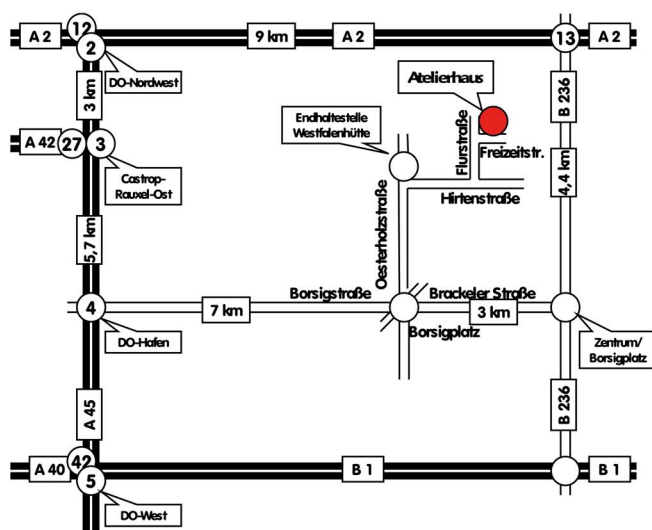 12
A 2
9 km
A 2
13
A 2
2
DO-Nordwest
3 km
Atelierhaus
B 236
Endhaltestelle
Westfalenhütte
A 42
27
3
Flurstraße
Freizeitstr.
4,4 km
Castrop-
Rauxel-Ost
Hirtenstraße
Oesterholzstraße
5,7 km
Borsigstraße
Brackeler Straße
4
7 km
3 km
Borsigplatz
DO-Hafen
Zentrum/
Borsigplatz
A 45
B 236
A 40
42
B 1
B 1
5
DO-West